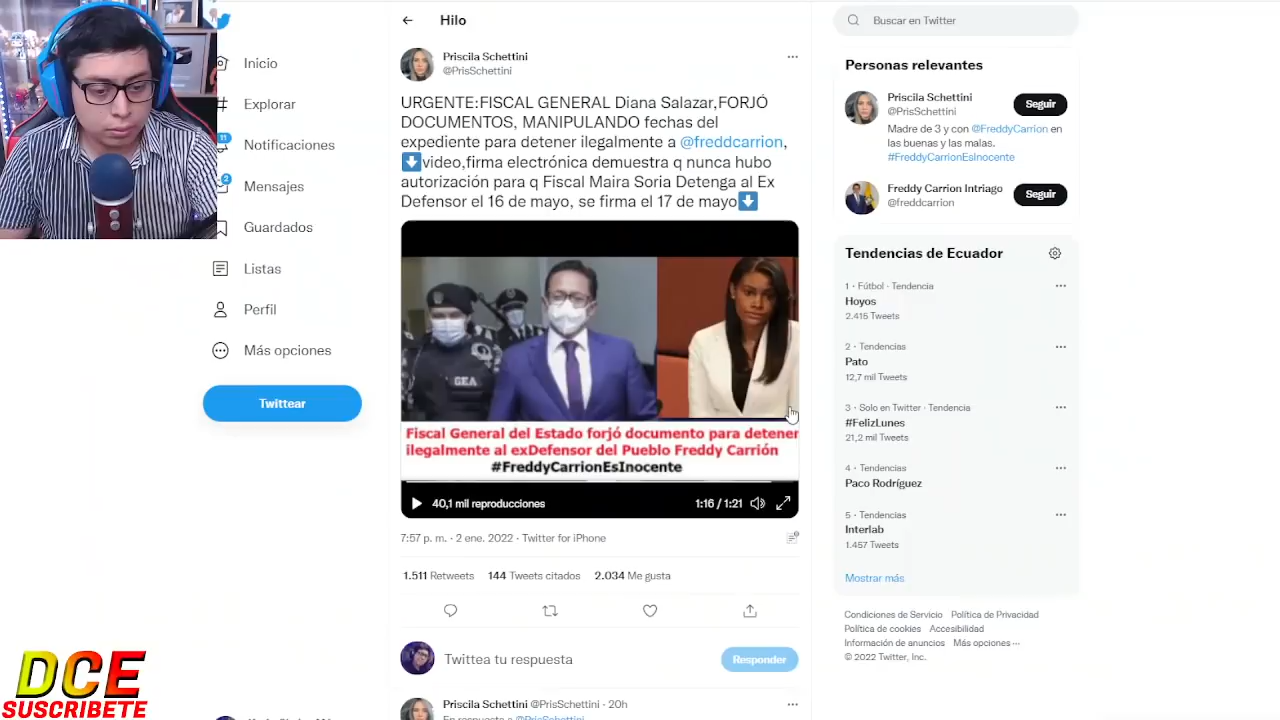 Hilo
Buscar en Twitter
Inicio
Explorar
11
Notificaciones
2
Mensajes
Guardados
Listas
Perfil
Más opciones
Twittear
Priscila Schettini
@PrisSchettini
URGENTE:FISCAL GENERAL Diana Salazar,FORJÓ
DOCUMENTOS, MANIPULANDO fechas del
expediente para detener ilegalmente a @freddcarrion,
video,firma electrónica demuestra q nunca hubo
autorización para q Fiscal Maira Soria Detenga al Ex
Defensor el 16 de mayo, se firma el 17 de mayo
GEA
Fiscal General del Estado forjó documento para detener
ilegalmente al exDefensor del Pueblo Freddy Carrión
#FreddyCarrionEsInocente
40,1 mil reproducciones
1:16 / 1:21
7:57 p. m. · 2 ene. 2022 · Twitter for iPhone
1.511 Retweets 144 Tweets citados 2.034 Me gusta
Twittea tu respuesta
Responder
Priscila Schettini @PrisSchettini · 20h
En respuesta a @PrisSchettini
Personas relevantes
Priscila Schettini
@PrisSchettini
Seguir
Madre de 3 y con @FreddyCarrion en
las buenas y las malas.
#FreddyCarrionEsInocente
Freddy Carrion Intriago
@freddcarrion
Seguir
Tendencias de Ecuador
1 · Fútbol · Tendencia
Hoyos
2.415 Tweets
2 · Tendencias
Pato
12,7 mil Tweets
3 · Solo en Twitter · Tendencia
#FelizLunes
21,2 mil Tweets
4 · Tendencias
Paco Rodríguez
5 · Tendencias
Interlab
1.457 Tweets
Mostrar más
Condiciones de Servicio Política de Privacidad
Política de cookies Accesibilidad
Información de anuncios Más opciones ···
© 2022 Twitter, Inc.
DCE
SUSCRIBETE